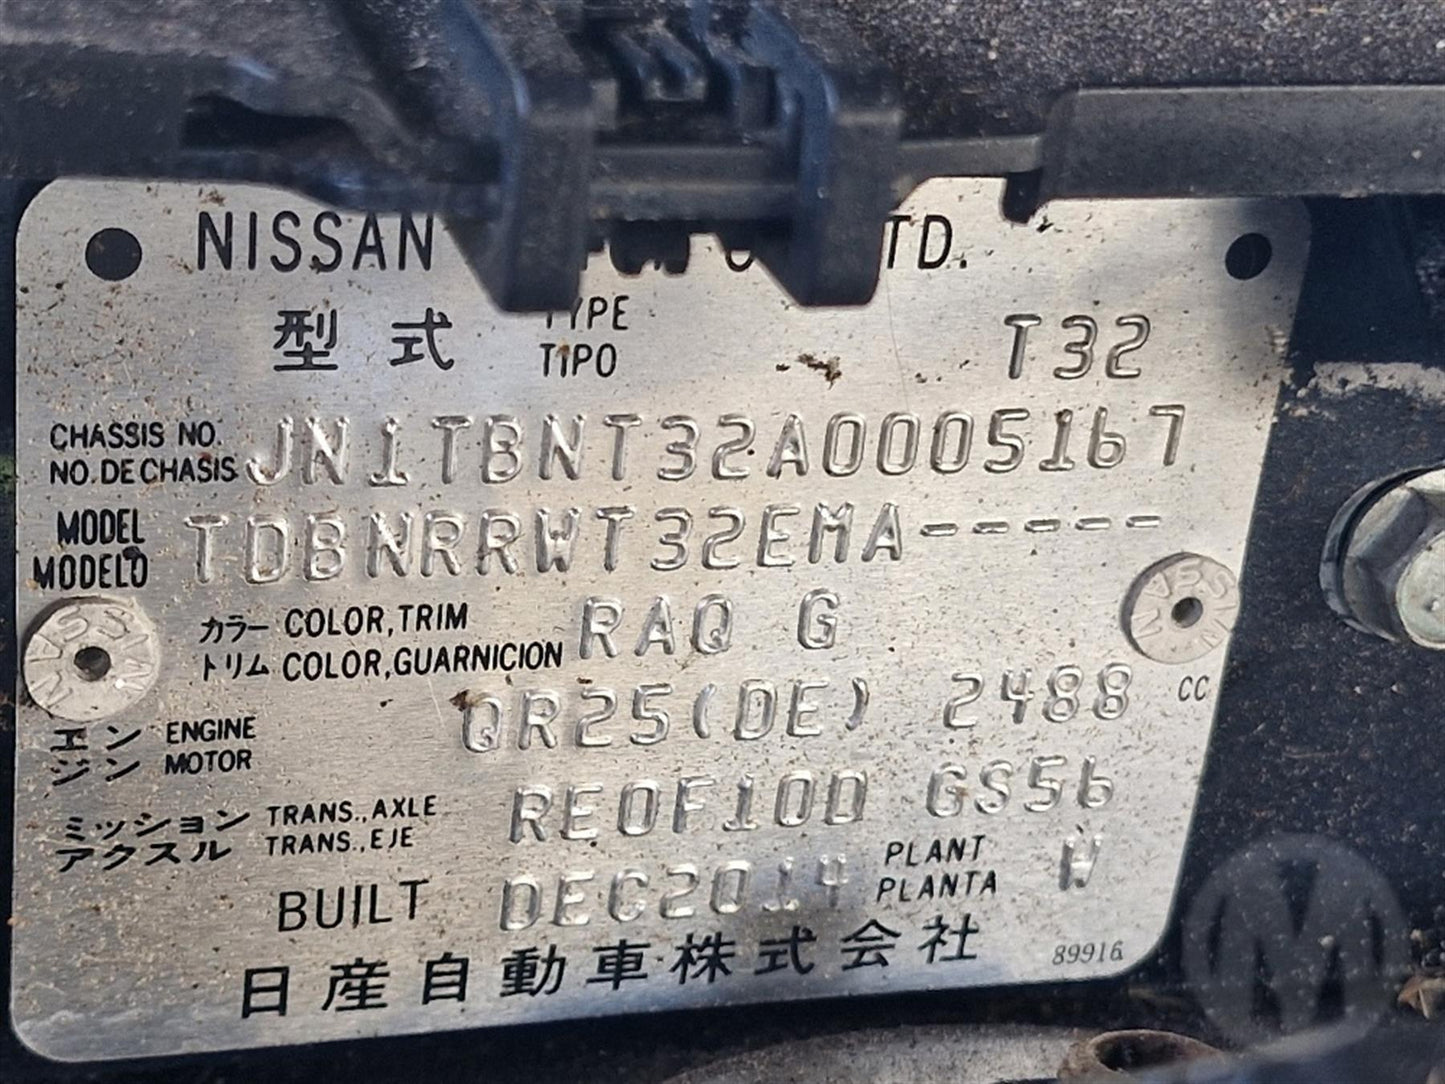 NISSAN TD.
型式 TYPE
TIPO T32
CHASSIS NO.
NO. DE CHASIS JN1TBNT32A0005167
MODEL
MODELO TDBNRRWT32EMA-----
カラー COLOR, TRIM
トリム COLOR, GUARNICION RAQ G
エン ENGINE
ジン MOTOR QR25(DE) 2488 CC
ミッション TRANS., AXLE
アクスル TRANS., EJE RE0F10D GS56
BUILT DEC2014 PLANT
PLANTA W
日産自動車株式会社 89916
NISSAN
NISSAN
M